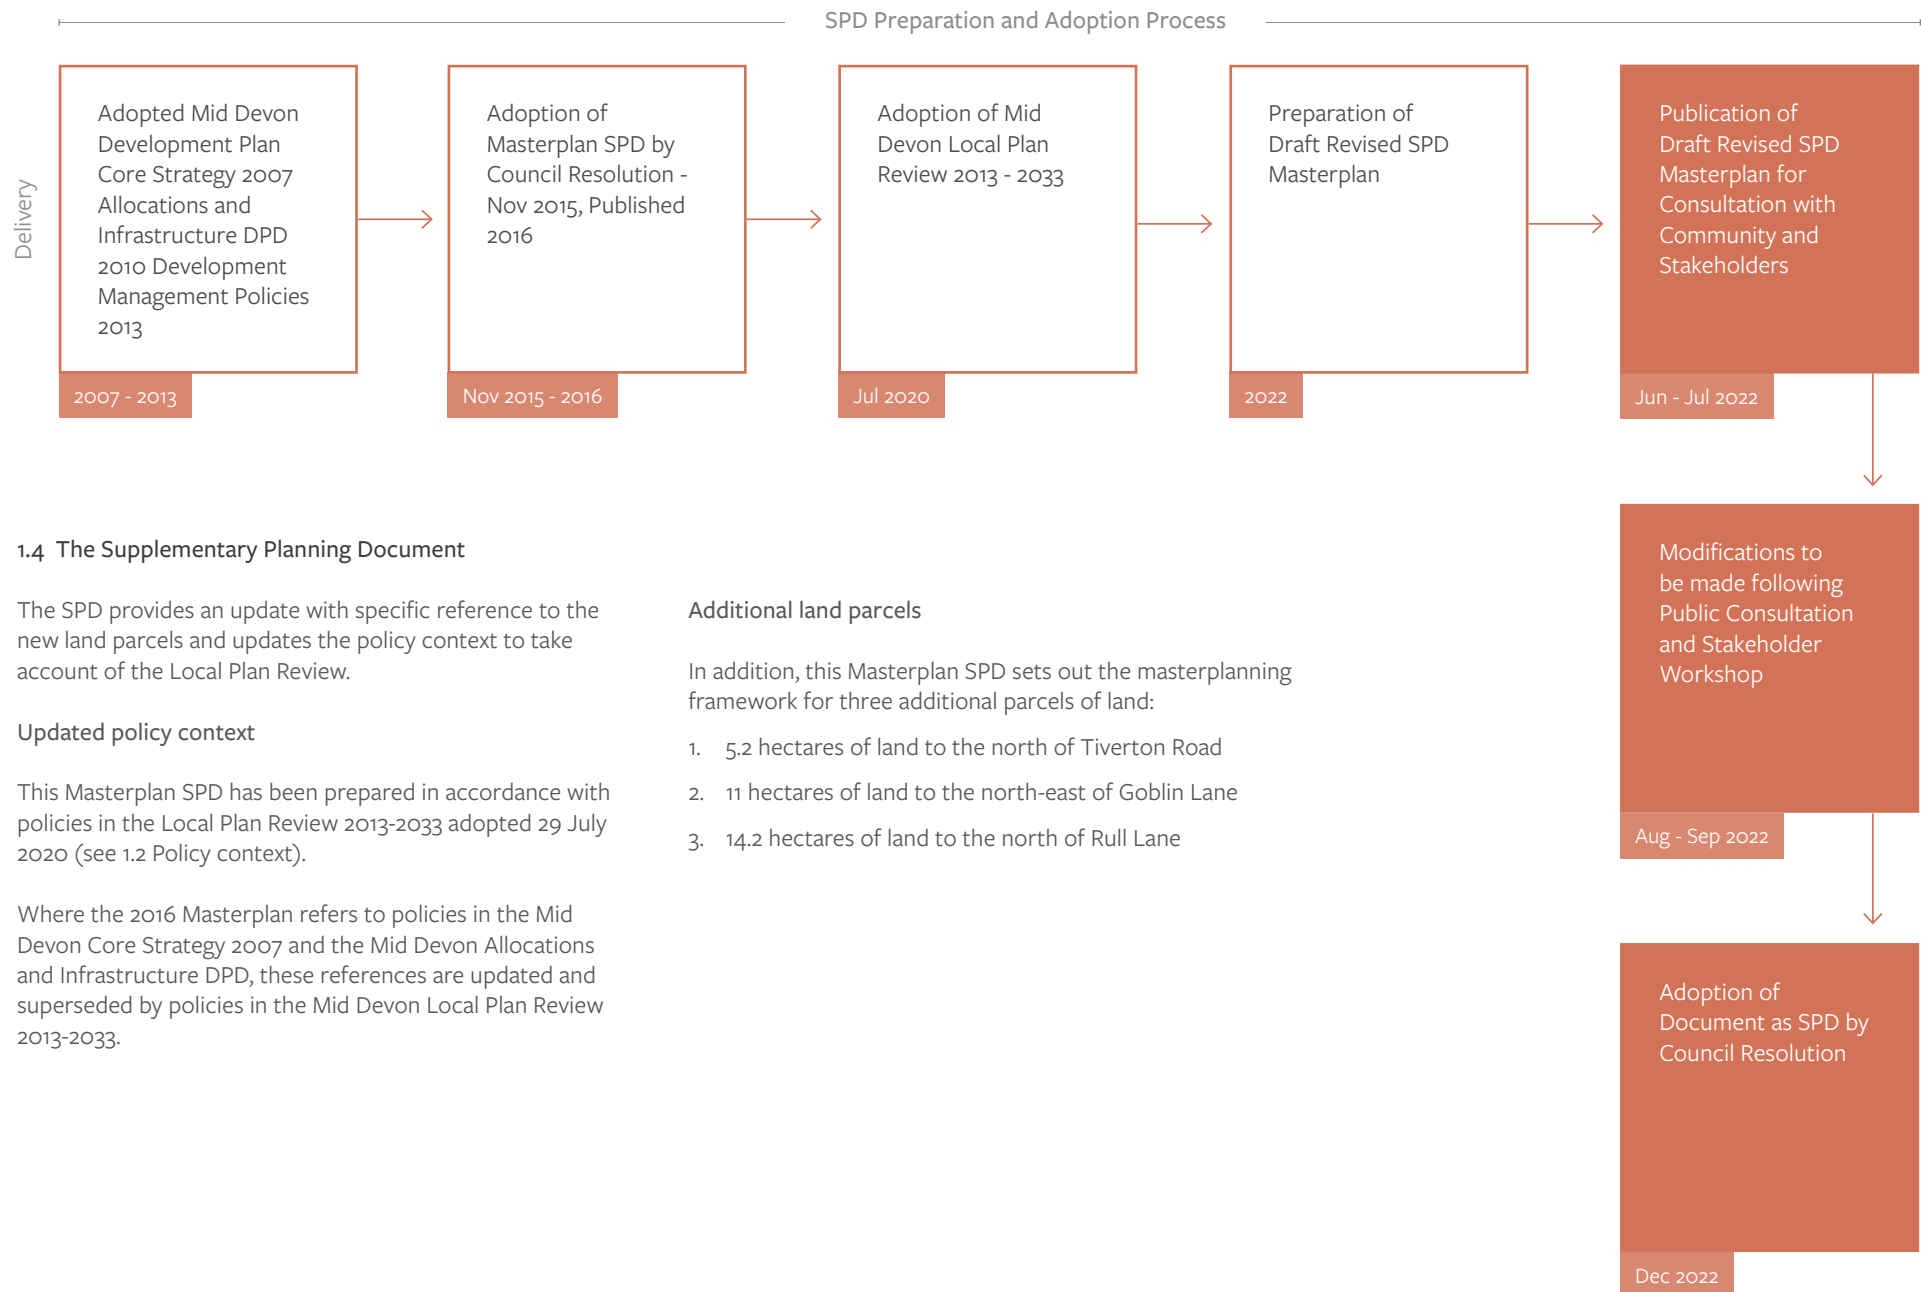 SPD Preparation and Adoption Process
Delivery
Adopted Mid Devon
Development Plan
Core Strategy 2007
Allocations and
Infrastructure DPD
2010 Development
Management Policies
2013
2007 - 2013
Adoption of
Masterplan SPD by
Council Resolution -
Nov 2015, Published
2016
Nov 2015 - 2016
Adoption of Mid
Devon Local Plan
Review 2013 - 2033
Jul 2020
Preparation of
Draft Revised SPD
Masterplan
2022
Publication of
Draft Revised SPD
Masterplan for
Consultation with
Community and
Stakeholders
Jun - Jul 2022
Modifications to
be made following
Public Consultation
and Stakeholder
Workshop
Aug - Sep 2022
Adoption of
Document as SPD by
Council Resolution
Dec 2022
1.4 The Supplementary Planning Document
The SPD provides an update with specific reference to the
new land parcels and updates the policy context to take
account of the Local Plan Review.
Updated policy context
This Masterplan SPD has been prepared in accordance with
policies in the Local Plan Review 2013-2033 adopted 29 July
2020 (see 1.2 Policy context).
Where the 2016 Masterplan refers to policies in the Mid
Devon Core Strategy 2007 and the Mid Devon Allocations
and Infrastructure DPD, these references are updated and
superseded by policies in the Mid Devon Local Plan Review
2013-2033.
Additional land parcels
In addition, this Masterplan SPD sets out the masterplanning
framework for three additional parcels of land:
1. 5.2 hectares of land to the north of Tiverton Road
2. 11 hectares of land to the north-east of Goblin Lane
3. 14.2 hectares of land to the north of Rull Lane